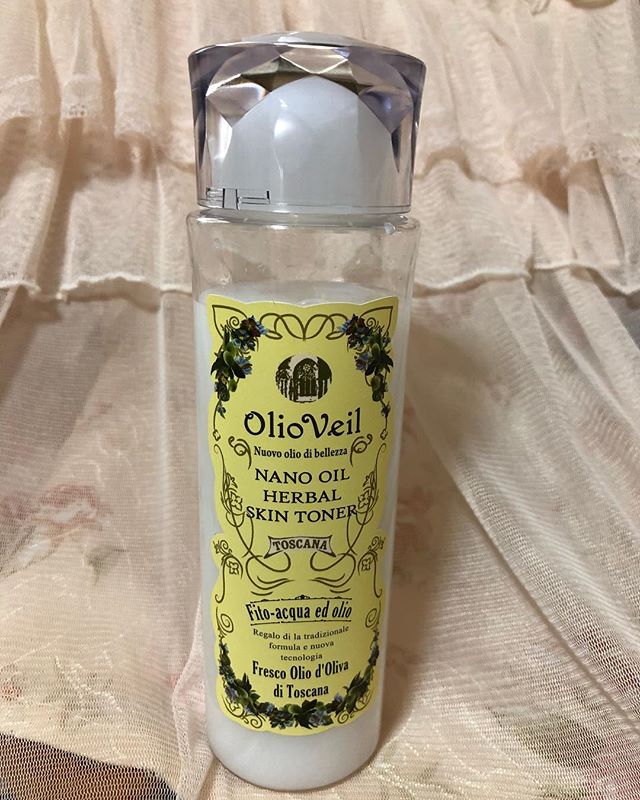 OlioVeil
Nuovo olio di bellezza
NANO OIL
HERBAL
SKIN TONER
TOSCANA
Fito-acqua ed olio
Regalo di la tradizionale
formula e nuova
tecnologia
Fresco Olio d'Oliva
di Toscana